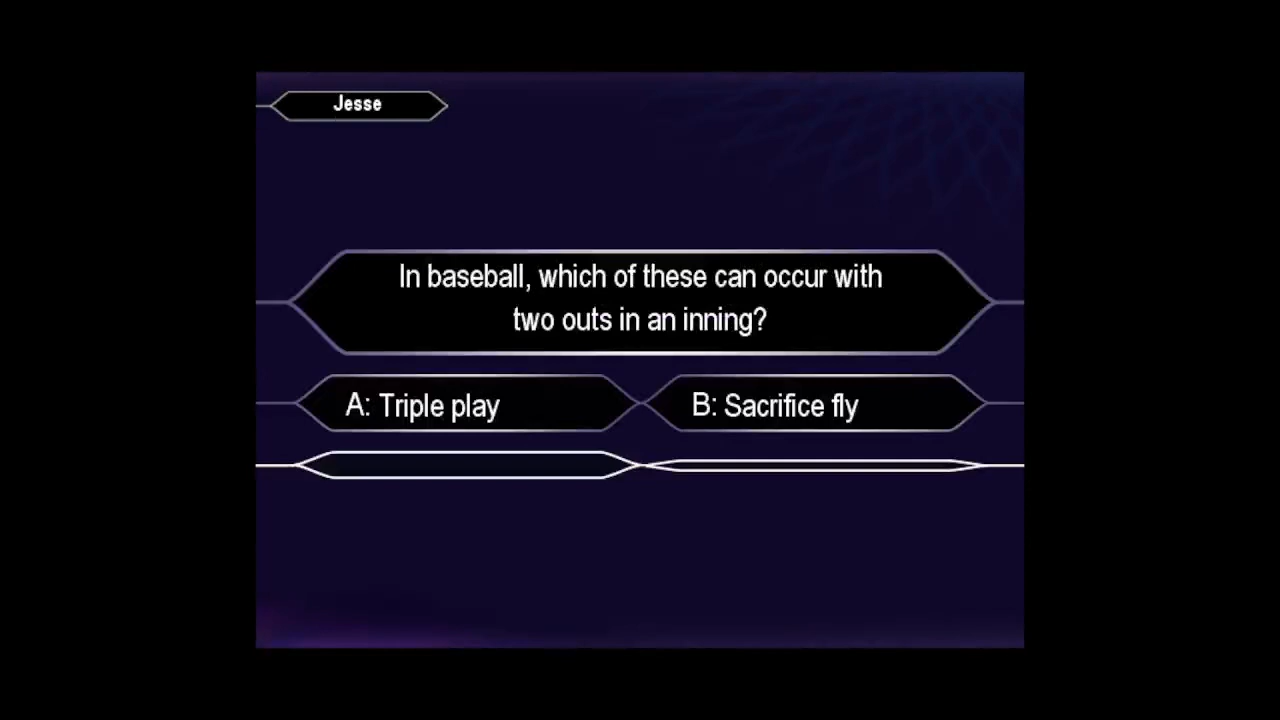 Jesse
In baseball, which of these can occur with
two outs in an inning?
A: Triple play
B: Sacrifice fly